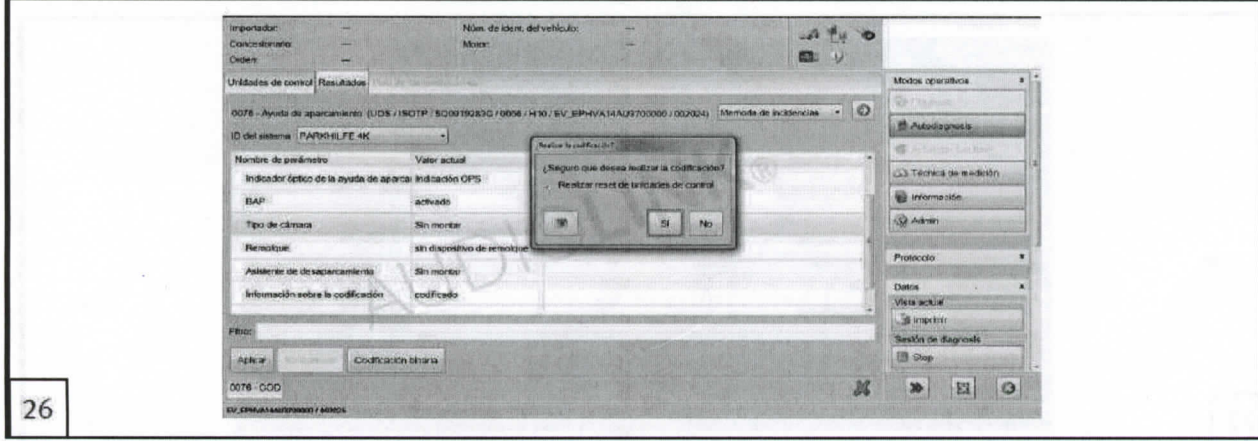 Importador: ---
Núm. de ident. del vehículo: ---
Concesionario: ---
Motor: ---
Orden: ---
Unidades de control
Resultados
0076 - Ayuda de aparcamiento (UDS / ISOTP / 5Q0919283G / 0056 / H10 / EV_EPHVA14AU3700000 / 002024)
Memoria de incidencias
ID del sistema: PARKHILFE 4K
Nombre de parámetro
Valor actual
Indicador óptico de la ayuda de aparcar
Indicación OPS
BAP
activado
Tipo de cámara
Sin montar
Remolque
sin dispositivo de remolque
Asistente de desaparcamiento
Sin montar
Información sobre la codificación
codificado
Filtro:
Aplicar
Codificación binaria
0076 - COD
¿Realizar la codificación?
¿Seguro que desea realizar la codificación?
Realizar reset de unidades de control
Sí
No
Modos operativos
Autodiagnosis
Técnica de medición
Información
Admin
Protocolo
Datos
Vista actual
Imprimir
Sesión de diagnosis
Stop
AUDICLUB
26